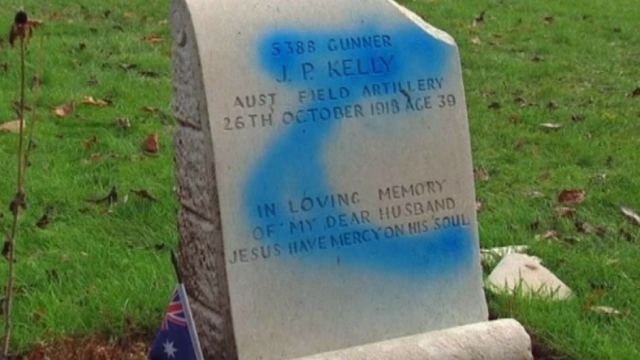 5388 GUNNER
J. P. KELLY
AUST FIELD ARTILLERY
26TH OCTOBER 1918 AGE 39
IN LOVING MEMORY
OF MY DEAR HUSBAND
JESUS HAVE MERCY ON HIS SOUL